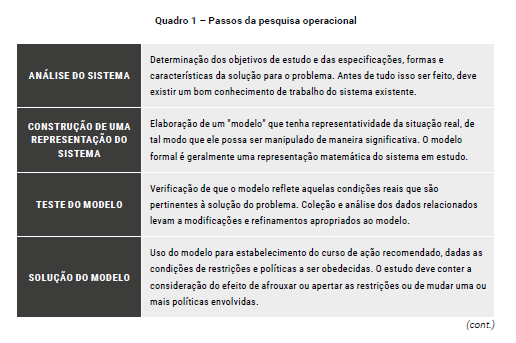 Quadro 1 – Passos da pesquisa operacional
ANÁLISE DO SISTEMA
Determinação dos objetivos de estudo e das especificações, formas e
características da solução para o problema. Antes de tudo isso ser feito, deve
existir um bom conhecimento de trabalho do sistema existente.
CONSTRUÇÃO DE UMA
REPRESENTAÇÃO DO
SISTEMA
Elaboração de um "modelo" que tenha representatividade da situação real, de
tal modo que ele possa ser manipulado de maneira significativa. O modelo
formal é geralmente uma representação matemática do sistema em estudo.
TESTE DO MODELO
Verificação de que o modelo reflete aquelas condições reais que são
pertinentes à solução do problema. Coleção e análise dos dados relacionados
levam a modificações e refinamentos apropriados ao modelo.
SOLUÇÃO DO MODELO
Uso do modelo para estabelecimento do curso de ação recomendado, dadas as
condições de restrições e políticas a ser obedecidas. O estudo deve conter a
consideração do efeito de afrouxar ou apertar as restrições ou de mudar uma ou
mais políticas envolvidas.
(cont.)